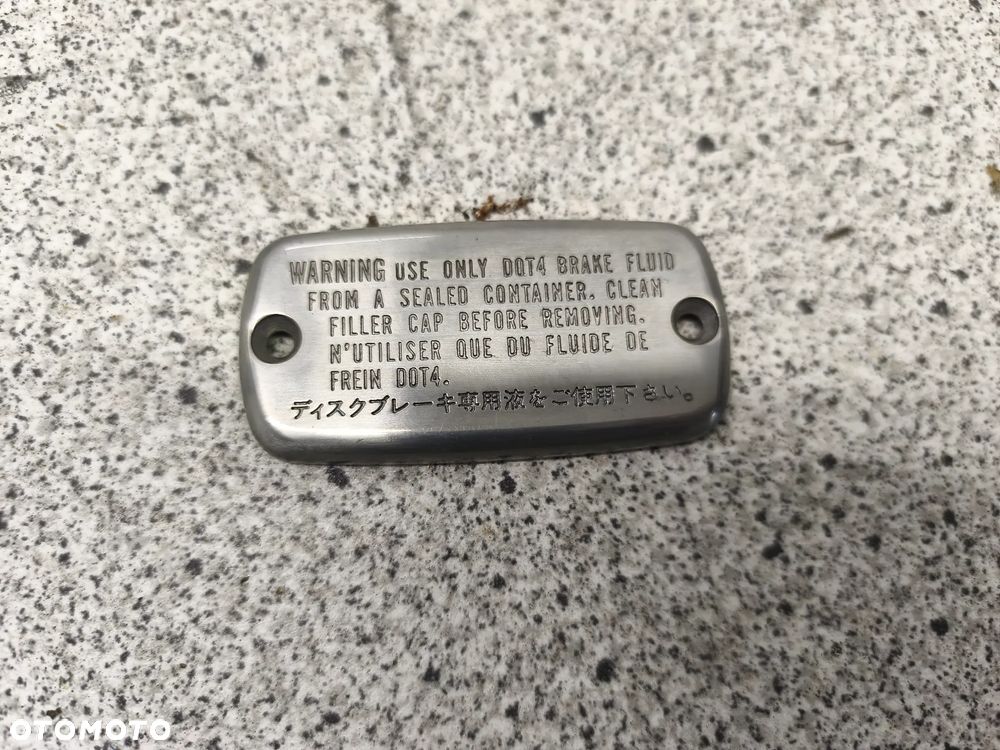 WARNING USE ONLY DOT4 BRAKE FLUID
FROM A SEALED CONTAINER. CLEAN
FILLER CAP BEFORE REMOVING.
N'UTILISER QUE DU FLUIDE DE
FREIN DOT4.
ディスクブレーキ専用液をご使用下さい。
OTOMOTO